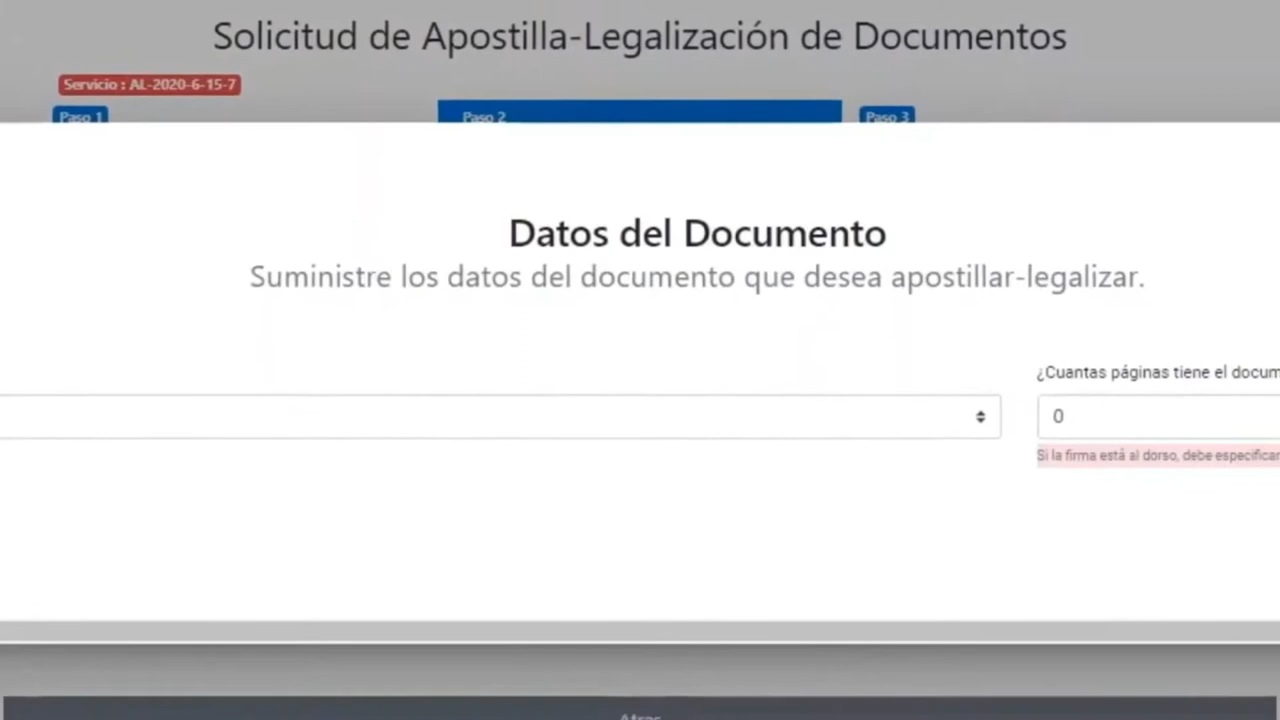 Solicitud de Apostilla-Legalización de Documentos
Servicio : AL-2020-6-15-7
Paso 1
Paso 2
Paso 3
Datos del Documento
Suministre los datos del documento que desea apostillar-legalizar.
¿Cuantas páginas tiene el docum
0
Si la firma está al dorso, debe especificar
Atras